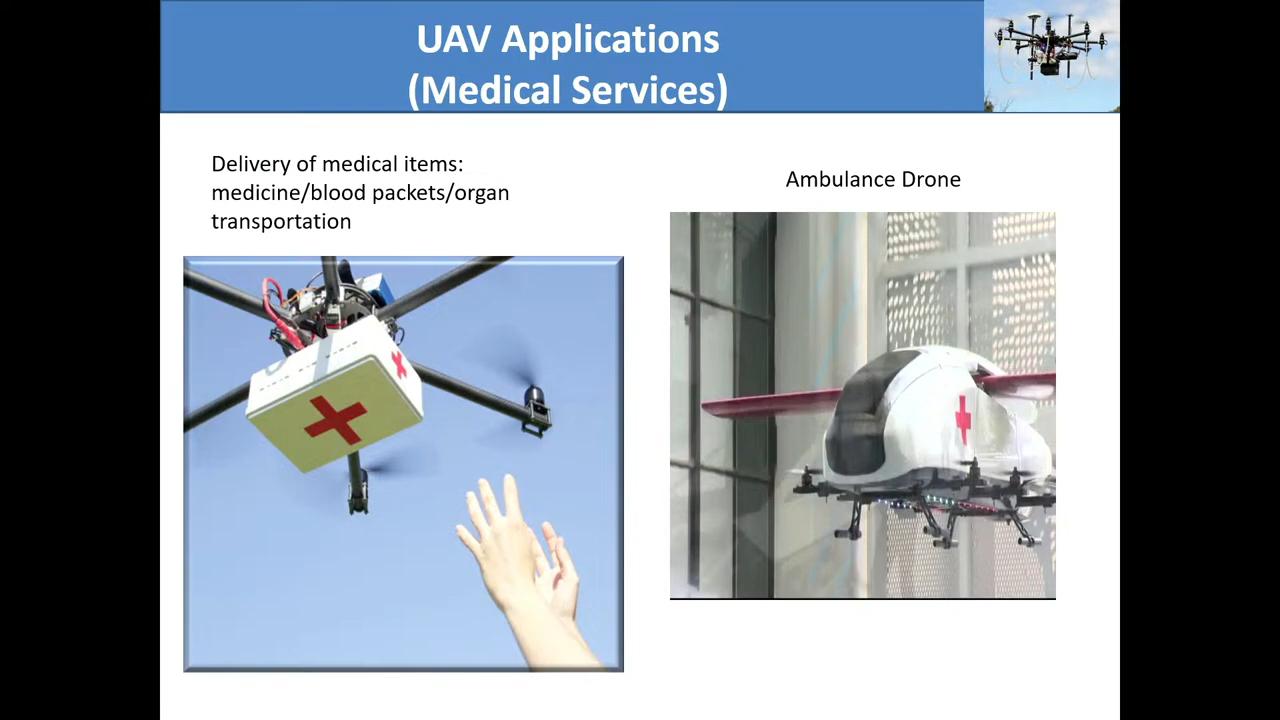 UAV Applications
(Medical Services)
Delivery of medical items:
medicine/blood packets/organ
transportation
Ambulance Drone